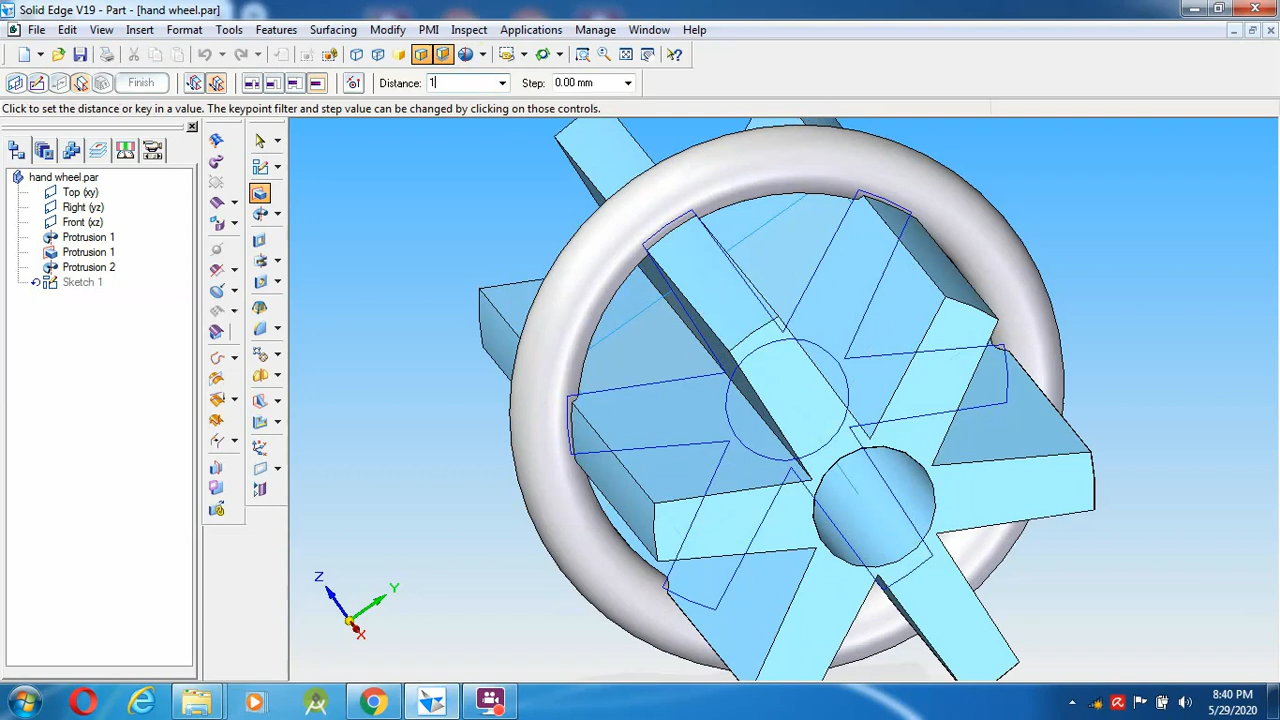 Solid Edge V19 - Part - [hand wheel.par]
File Edit View Insert Format Tools Features Surfacing Modify PMI Inspect Applications Manage Window Help
Finish Distance: 1 Step: 0.00 mm
Click to set the distance or key in a value. The keypoint filter and step value can be changed by clicking on those controls.
hand wheel.par
Top (xy)
Right (yz)
Front (xz)
Protrusion 1
Protrusion 1
Protrusion 2
Sketch 1
Z
Y
X
8:40 PM
5/29/2020